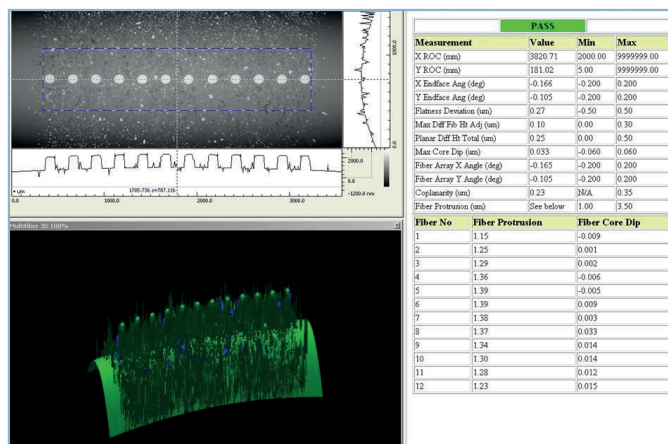 1000.0
0.0
2000.0
0.0
-1200.0 nm
um
1705.736 z=787.116
0.0 1000.0 2000.0 3000.0
Multifiber 3D 100%
PASS
Measurement Value Min Max
X ROC (mm) 3820.71 2000.00 9999999.00
Y ROC (mm) 181.02 5.00 9999999.00
X Endface Ang (deg) -0.166 -0.200 0.200
Y Endface Ang (deg) -0.105 -0.200 0.200
Flatness Deviation (um) 0.27 -0.50 0.50
Max Diff Fib Ht Adj (um) 0.10 0.00 0.30
Planar Diff Ht Total (um) 0.25 0.00 0.50
Max Core Dip (um) 0.033 -0.060 0.060
Fiber Array X Angle (deg) -0.165 -0.200 0.200
Fiber Array Y Angle (deg) -0.105 -0.200 0.200
Coplanarity (um) 0.23 N/A 0.35
Fiber Protrusion (um) See below 1.00 3.50
Fiber No Fiber Protrusion Fiber Core Dip
1 1.15 -0.009
2 1.25 0.001
3 1.29 0.002
4 1.36 -0.006
5 1.39 -0.005
6 1.39 0.009
7 1.38 0.003
8 1.37 0.033
9 1.34 0.014
10 1.30 0.014
11 1.28 0.012
12 1.23 0.015